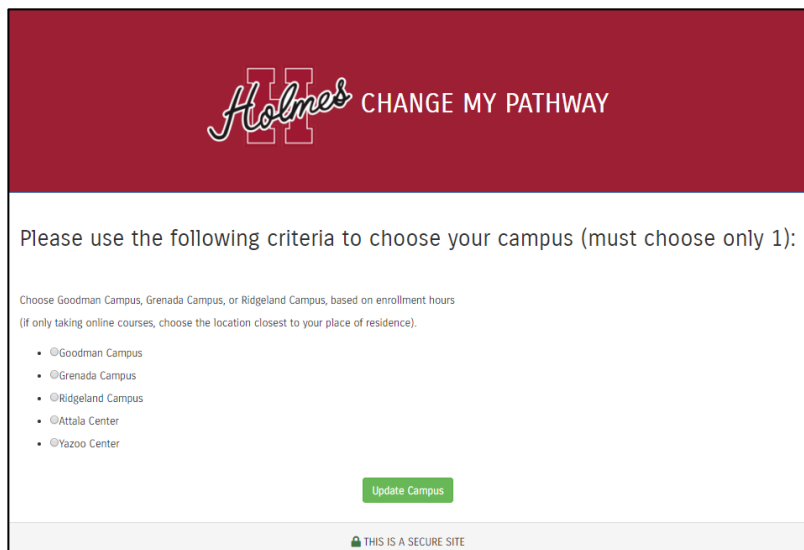 Holmes CHANGE MY PATHWAY
Please use the following criteria to choose your campus (must choose only 1):
Choose Goodman Campus, Grenada Campus, or Ridgeland Campus, based on enrollment hours
(if only taking online courses, choose the location closest to your place of residence).
Goodman Campus
Grenada Campus
Ridgeland Campus
Attala Center
Yazoo Center
Update Campus
THIS IS A SECURE SITE